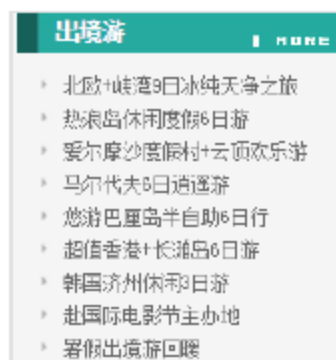 出境游
MORE
北欧+峡湾9日冰纯天净之旅
热浪岛休闲度假6日游
爱尔摩沙度假村+云顶欢乐游
马尔代夫6日逍遥游
悠游巴厘岛半自助6日行
超值香港+长滩岛6日游
韩国济州休闲3日游
赴国际电影节主办地
暑假出境游回暖